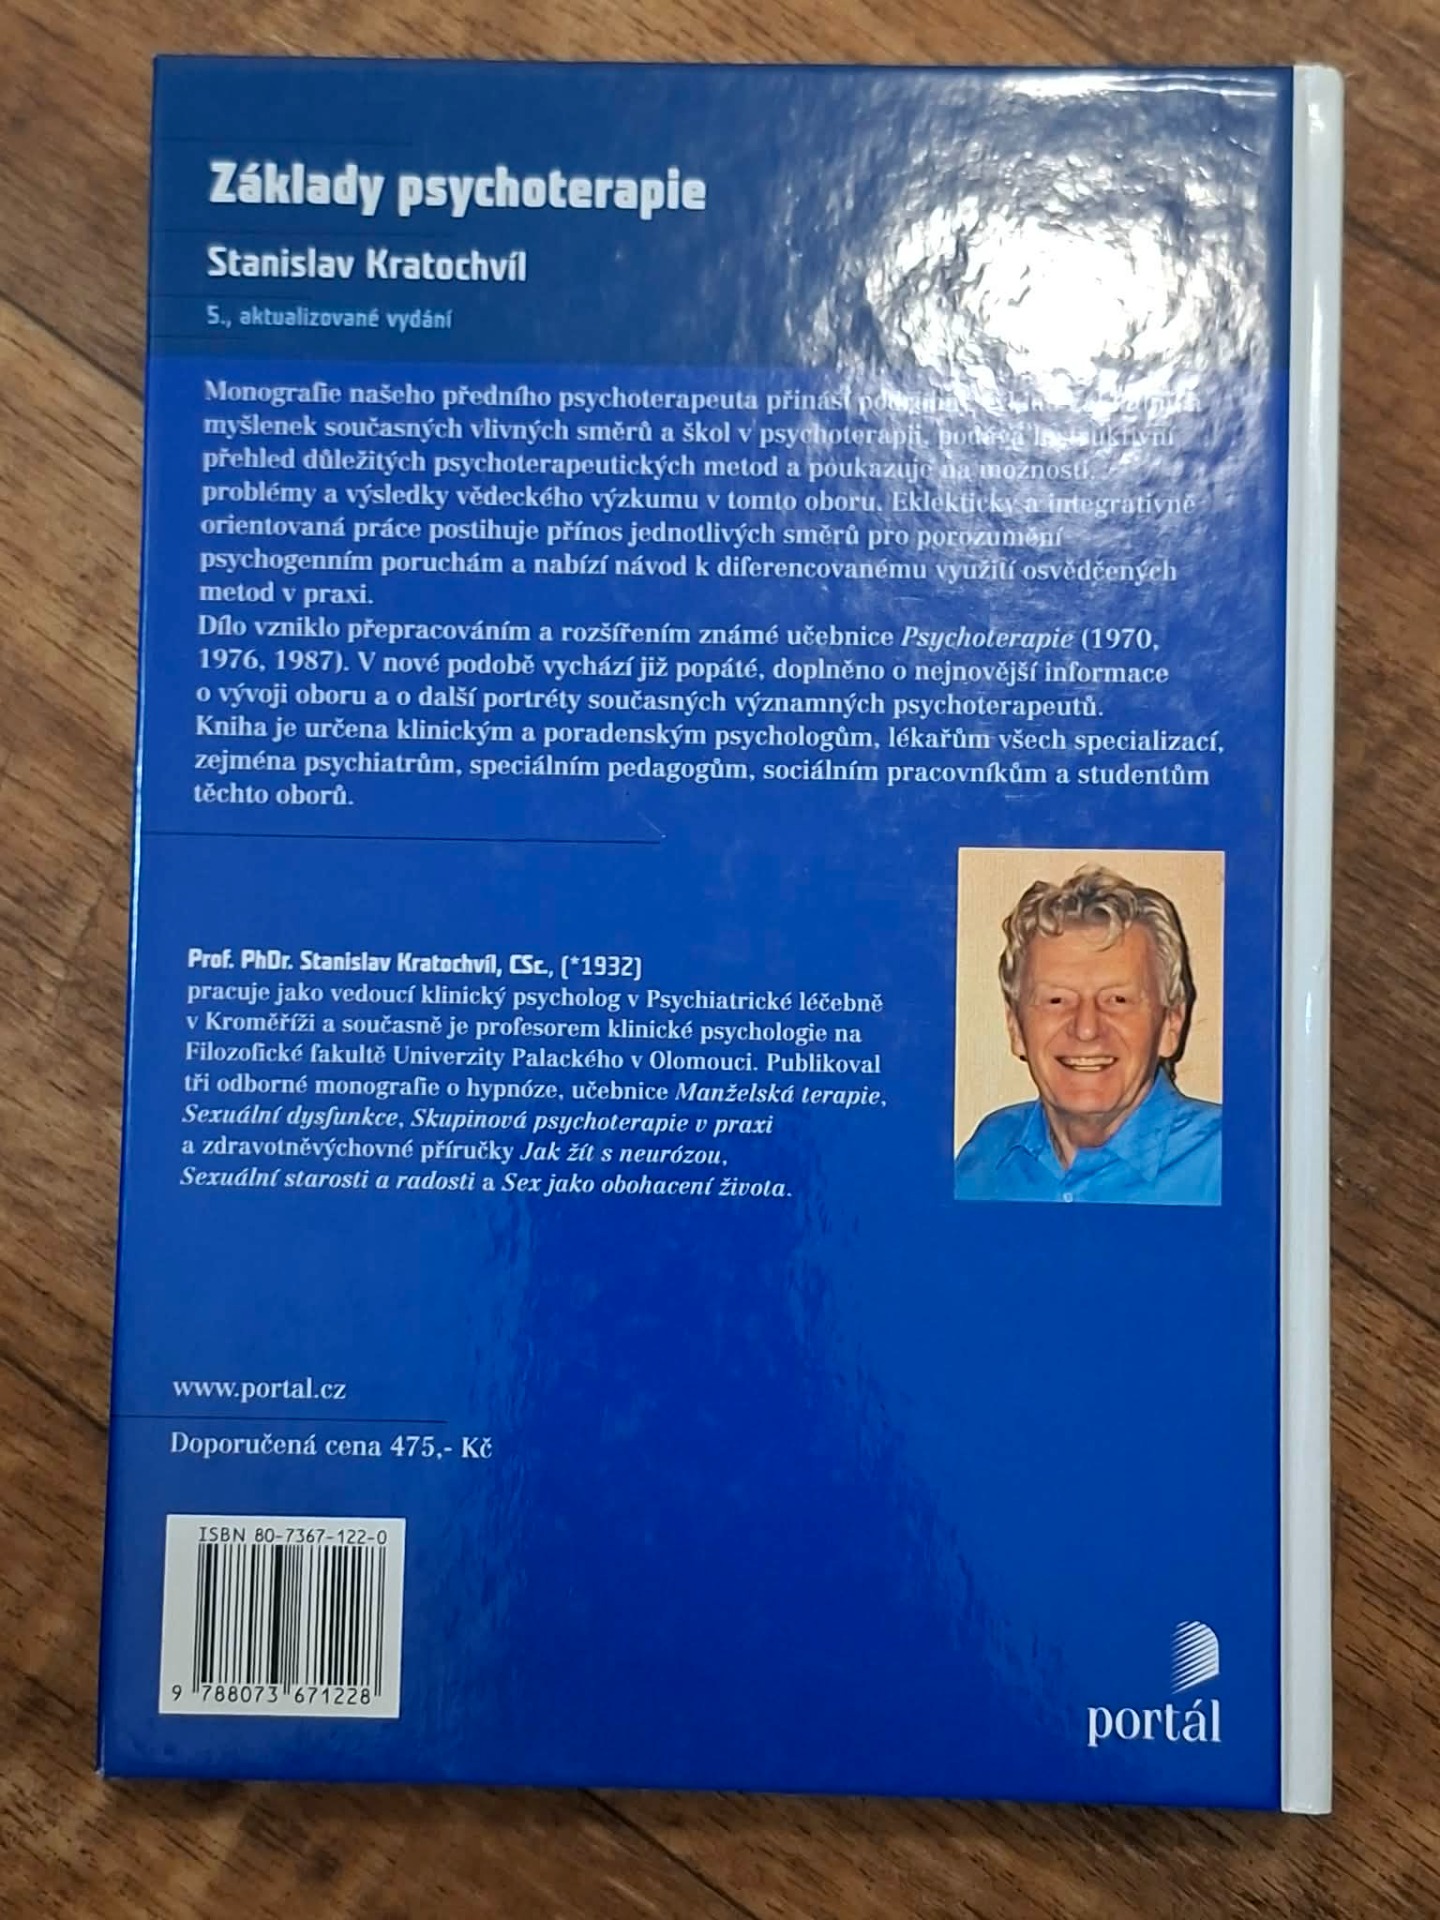 Základy psychoterapie
Stanislav Kratochvíl
5., aktualizované vydání
Monografie našeho předního psychoterapeuta přináší
myšlenek současných vlivných směrů a škol v psychoterapii, podává instruktivní
přehled důležitých psychoterapeutických metod a poukazuje na možnosti,
problémy a výsledky vědeckého výzkumu v tomto oboru. Eklekticky a integrativně
orientovaná práce postihuje přínos jednotlivých směrů pro porozumění
psychogenním poruchám a nabízí návod k diferencovanému využití osvědčených
metod v praxi.
Dílo vzniklo přepracováním a rozšířením známé učebnice Psychoterapie (1970,
1976, 1987). V nové podobě vychází již popáté, doplněno o nejnovější informace
o vývoji oboru a o další portréty současných významných psychoterapeutů.
Kniha je určena klinickým a poradenským psychologům, lékařům všech specializací,
zejména psychiatrům, speciálním pedagogům, sociálním pracovníkům a studentům
těchto oborů.
Prof. PhDr. Stanislav Kratochvíl, CSc., (*1932)
pracuje jako vedoucí klinický psycholog v Psychiatrické léčebně
v Kroměříži a současně je profesorem klinické psychologie na
Filozofické fakultě Univerzity Palackého v Olomouci. Publikoval
tři odborné monografie o hypnóze, učebnice Manželská terapie,
Sexuální dysfunkce, Skupinová psychoterapie v praxi
a zdravotněvýchovné příručky Jak žít s neurózou,
Sexuální starosti a radosti a Sex jako obohacení života.
www.portal.cz
Doporučená cena 475,- Kč
ISBN 80-7367-122-0
9 788073 671228
portál